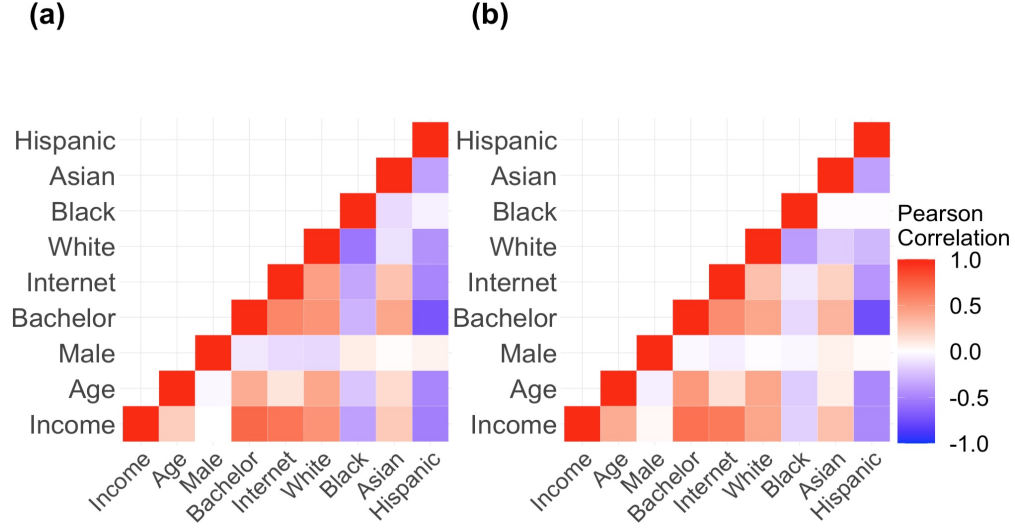 (a)
(b)
Hispanic
Asian
Black
White
Internet
Bachelor
Male
Age
Income
Income
Age
Male
Bachelor
Internet
White
Black
Asian
Hispanic
Hispanic
Asian
Black
White
Internet
Bachelor
Male
Age
Income
Income
Age
Male
Bachelor
Internet
White
Black
Asian
Hispanic
Pearson
Correlation
1.0
0.5
0.0
-0.5
-1.0